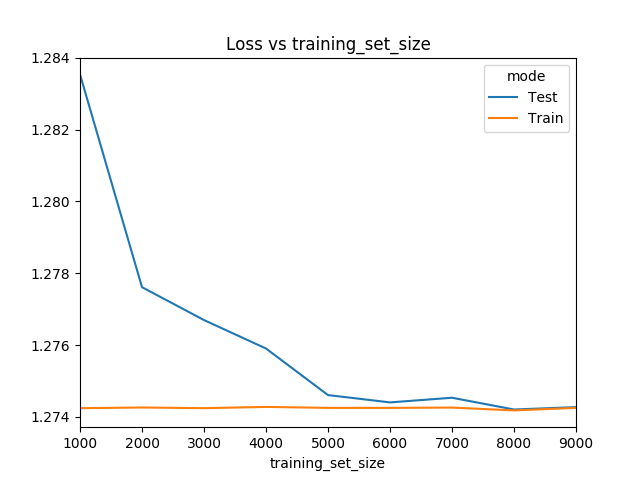 Loss vs training_set_size
1.284
1.282
1.280
1.278
1.276
1.274
mode
Test
Train
1000 2000 3000 4000 5000 6000 7000 8000 9000
training_set_size